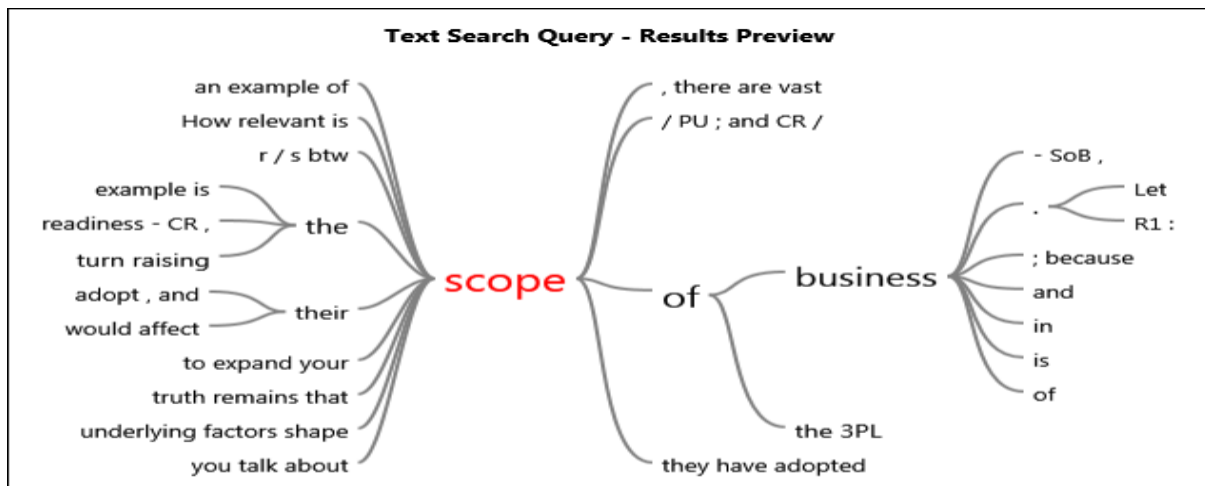 Text Search Query - Results Preview
an example of
How relevant is
r / s btw
example is
readiness - CR ,
turn raising
the
adopt , and
would affect
their
to expand your
truth remains that
underlying factors shape
you talk about
scope
, there are vast
/ PU ; and CR /
of
business
- SoB ,
.
Let
R1 :
; because
and
in
is
of
the 3PL
they have adopted